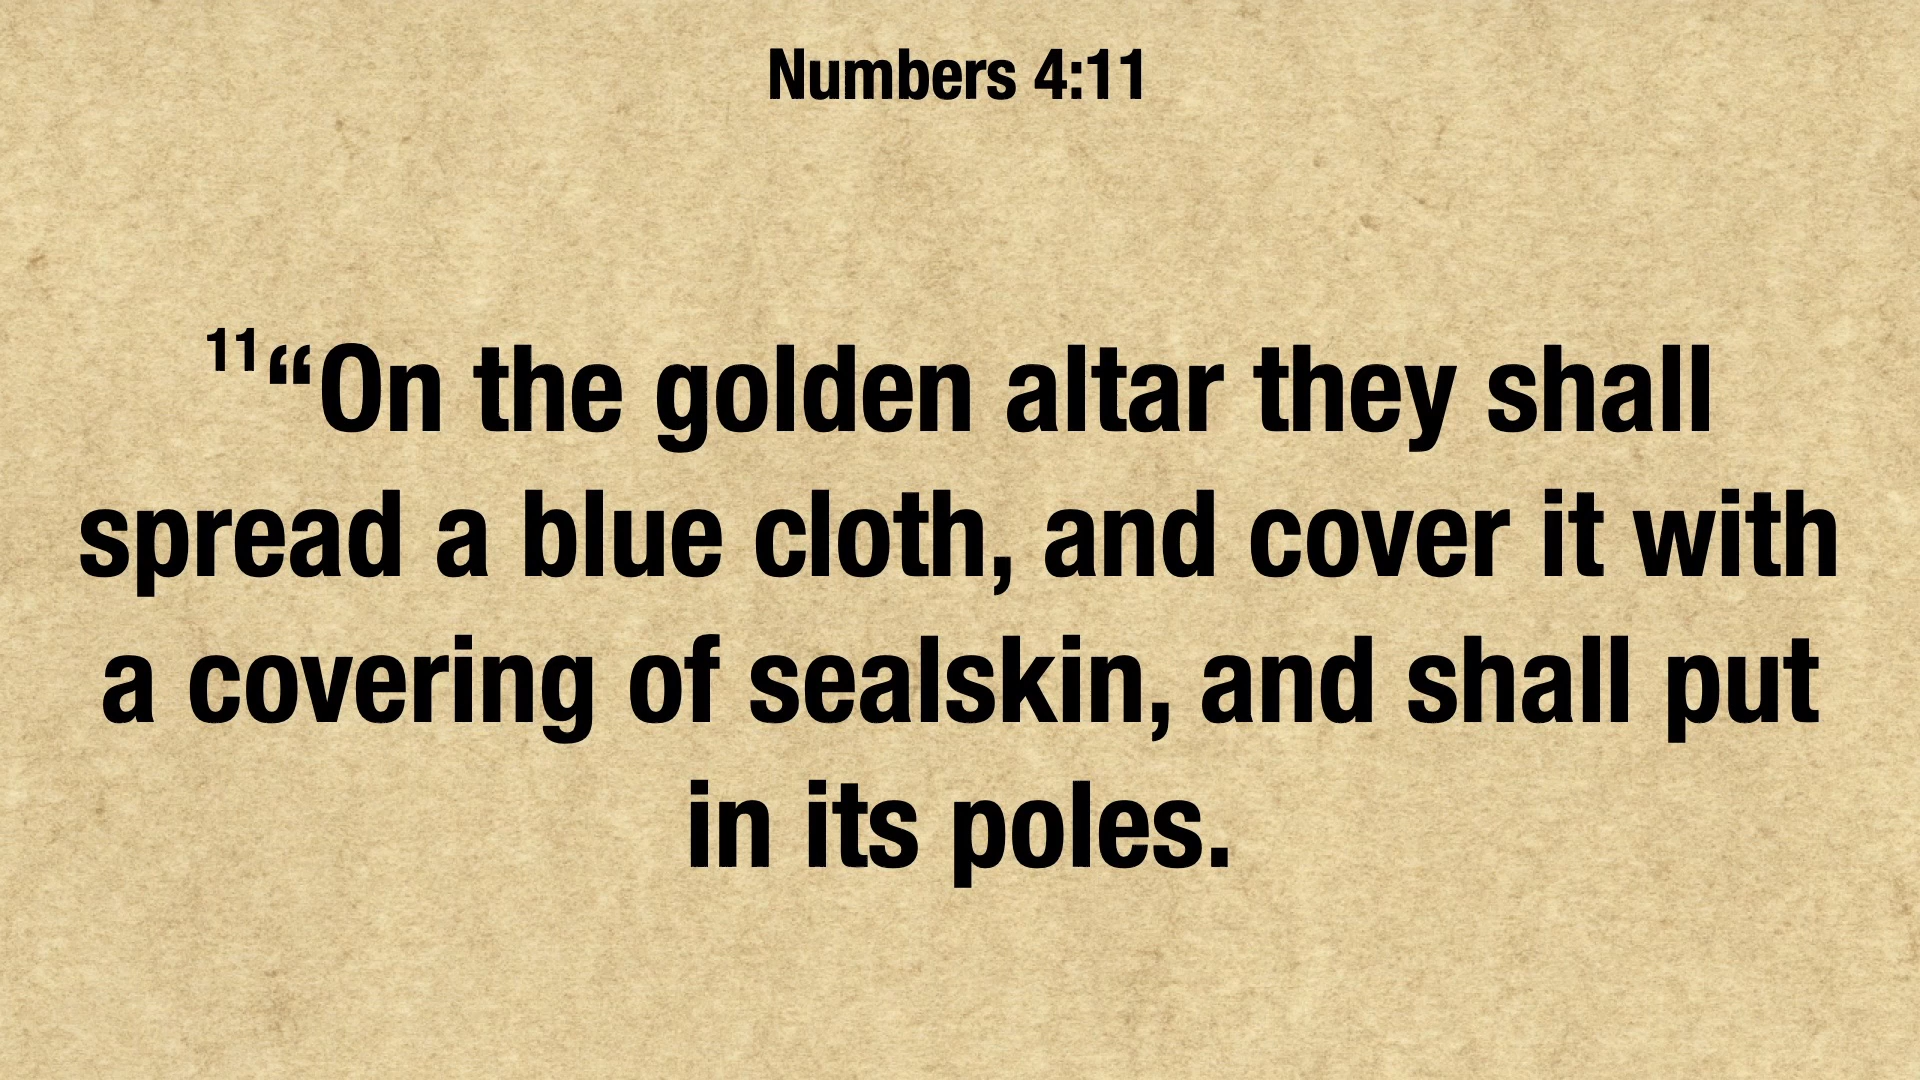 Numbers 4:11
11“On the golden altar they shall
spread a blue cloth, and cover it with
a covering of sealskin, and shall put
in its poles.